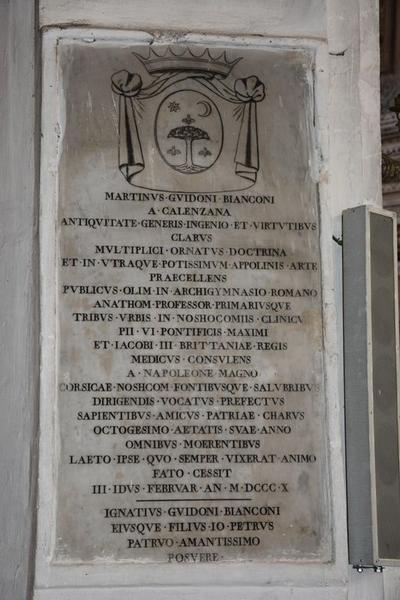 MARTINVS·GVIDONI·BIANCONI
A·CALENZANA
ANTIQVITATE·GENERIS·INGENIO·ET·VIRTVTIBVS
CLARVS
MVLTIPLICI·ORNATVS·DOCTRINA
ET·IN·VTRAQVE·POTISSIMVM·APPOLINIS·ARTE
PRAECELLENS
PVBLICVS·OLIM·IN·ARCHIGYMNASIO·ROMANO
ANATHOM·PROFESSOR·PRIMARIVSQVE
TRIBVS·VRBIS·IN·NOSHOCOMIIS·CLINICV
PII·VI·PONTIFICIS·MAXIMI
ET·IACOBI·III·BRITTANIAE·REGIS
MEDICVS·CONSVLENS
A·NAPOLEONE·MAGNO
CORSICAE·NOSHCOM·FONTIBVSQVE·SALVBRIBVS
DIRIGENDIS·VOCATVS·PREFECTVS
SAPIENTIBVS·AMICVS·PATRIAE·CHARVS
OCTOGESIMO·AETATIS·SVAE·ANNO
OMNIBVS·MOERENTIBVS
LAETO·IPSE·QVO·SEMPER·VIXERAT·ANIMO
FATO·CESSIT
III·IDVS·FEBRVAR·AN·M·DCCC·X
IGNATIVS·GVIDONI·BIANCONI
EIVSQVE·FILIVS·IO·PETRVS
PATRVO·AMANTISSIMO
POSVERE·